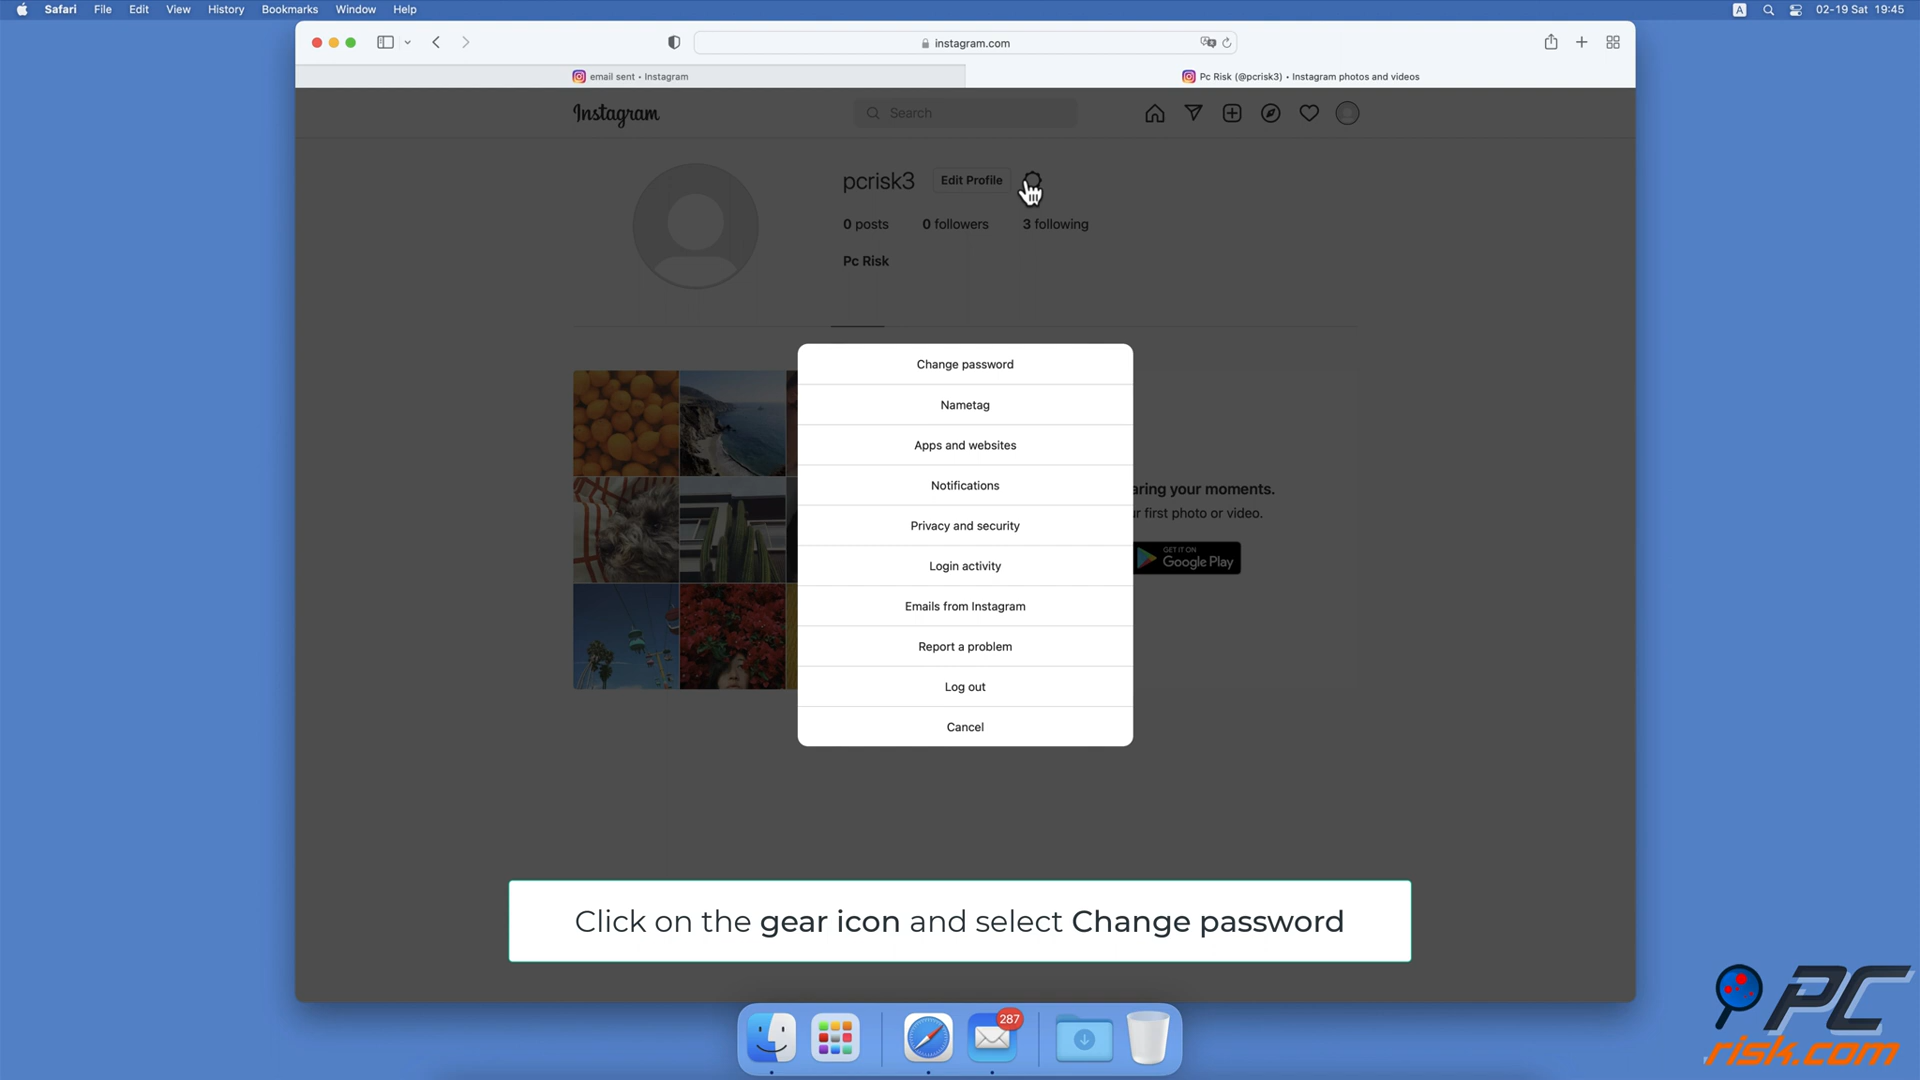 Safari File Edit View History Bookmarks Window Help
A 02-19 Sat 19:45
instagram.com
email sent • Instagram
Pc Risk (@pcrisk3) • Instagram photos and videos
Instagram
Search
pcrisk3 Edit Profile
0 posts 0 followers 3 following
Pc Risk
Change password
Nametag
Apps and websites
Notifications
Privacy and security
Login activity
Emails from Instagram
Report a problem
Log out
Cancel
your moments.
first photo or video.
GET IT ON
Google Play
Click on the gear icon and select Change password
287
PC
risk.com